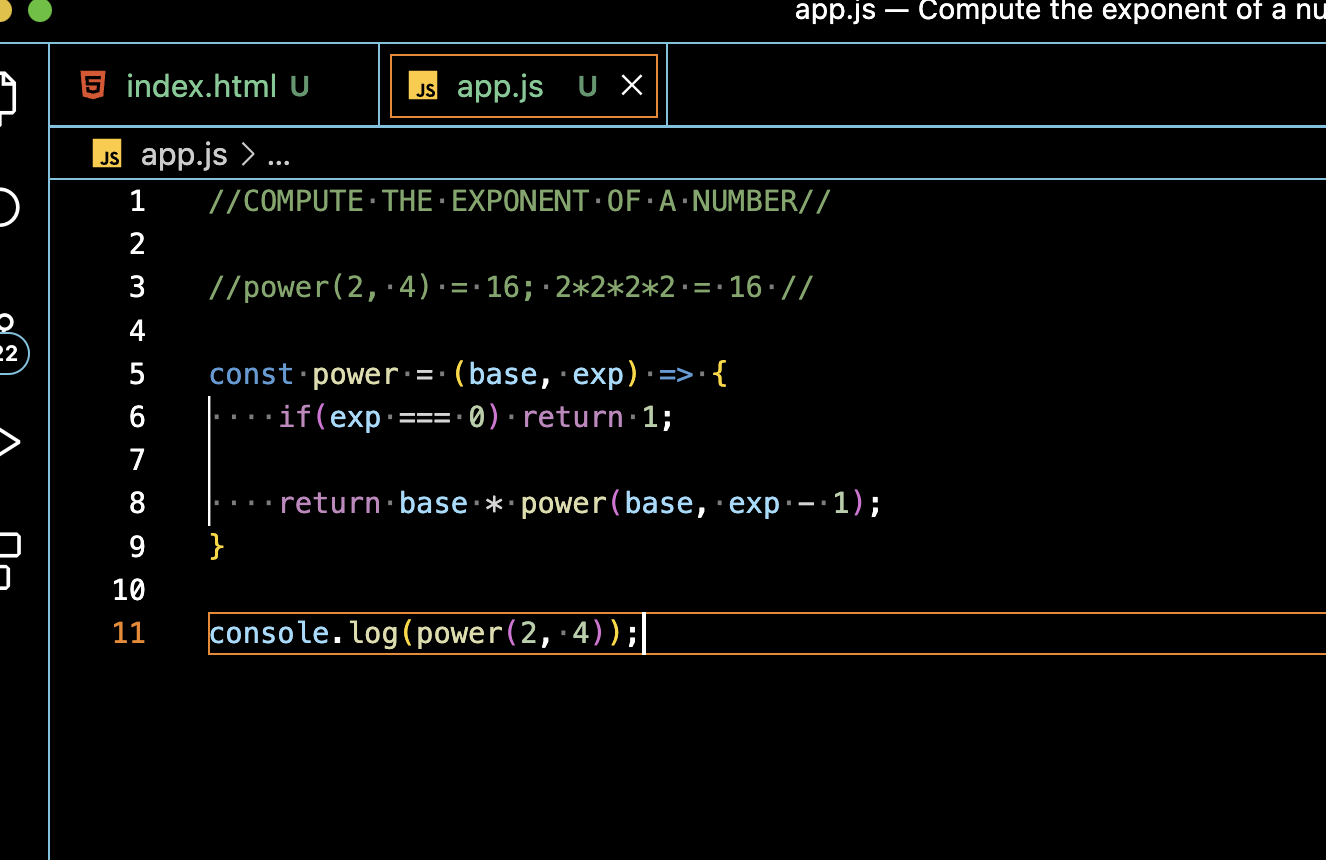 app.js — Compute the exponent of a nu
index.html U
JS app.js U
JS app.js > ...
22
1 //COMPUTE THE EXPONENT OF A NUMBER//
2
3 //power(2, 4) = 16; 2*2*2*2 = 16 //
4
5 const power = (base, exp) => {
6     if(exp === 0) return 1;
7
8     return base * power(base, exp - 1);
9 }
10
11 console.log(power(2, 4));